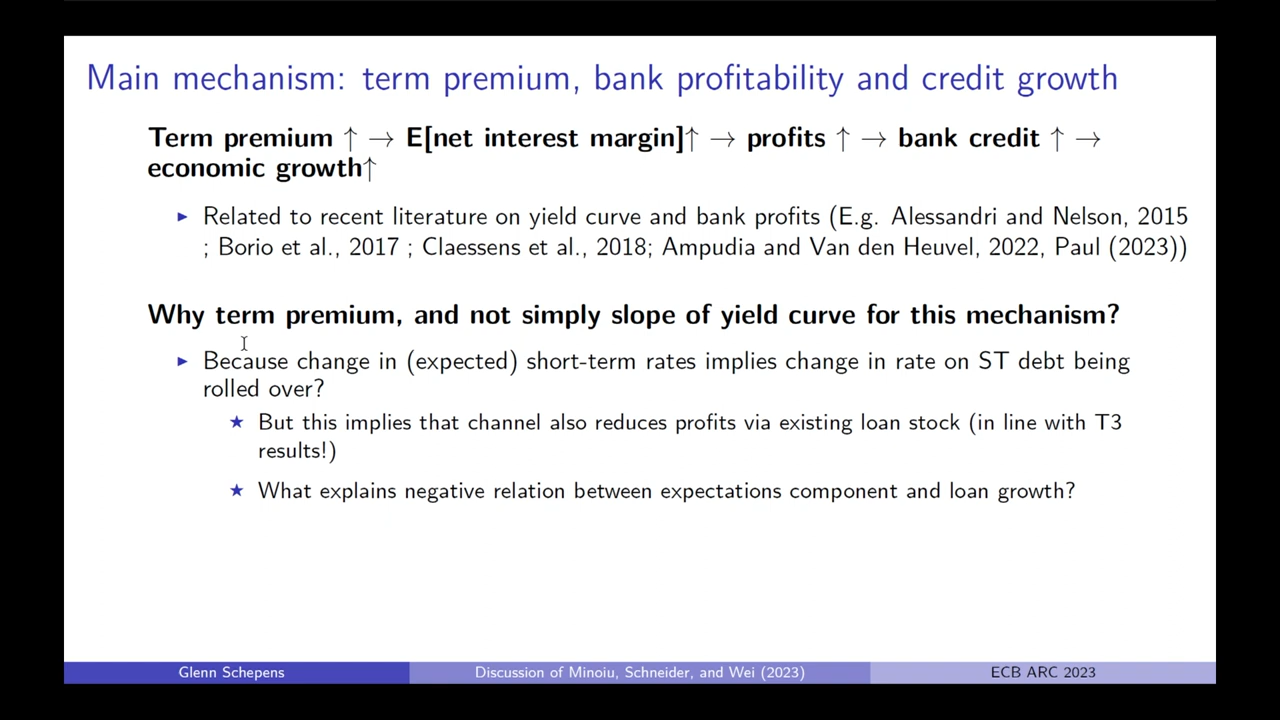 Main mechanism: term premium, bank profitability and credit growth
Term premium ↑ → E[net interest margin]↑ → profits ↑ → bank credit ↑ →
economic growth↑
▶ Related to recent literature on yield curve and bank profits (E.g. Alessandri and Nelson, 2015
; Borio et al., 2017 ; Claessens et al., 2018; Ampudia and Van den Heuvel, 2022, Paul (2023))
Why term premium, and not simply slope of yield curve for this mechanism?
▶ Because change in (expected) short-term rates implies change in rate on ST debt being
rolled over?
★ But this implies that channel also reduces profits via existing loan stock (in line with T3
results!)
★ What explains negative relation between expectations component and loan growth?
Glenn Schepens
Discussion of Minoiu, Schneider, and Wei (2023)
ECB ARC 2023